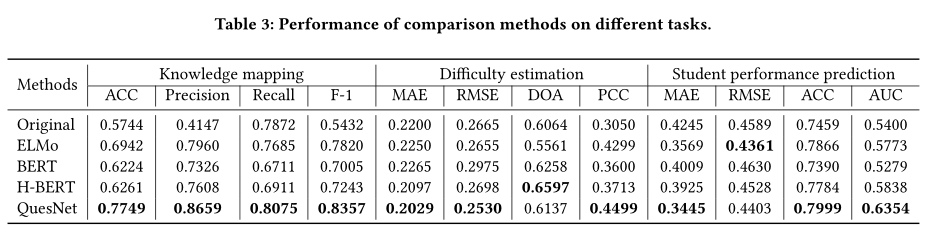 Table 3: Performance of comparison methods on different tasks.
Methods Knowledge mapping Difficulty estimation Student performance prediction
ACC Precision Recall F-1 MAE RMSE DOA PCC MAE RMSE ACC AUC
Original 0.5744 0.4147 0.7872 0.5432 0.2200 0.2665 0.6064 0.3050 0.4245 0.4589 0.7459 0.5400
ELMo 0.6942 0.7960 0.7685 0.7820 0.2250 0.2655 0.5561 0.4299 0.3569 0.4361 0.7866 0.5773
BERT 0.6224 0.7326 0.6711 0.7005 0.2265 0.2975 0.6258 0.3600 0.4009 0.4630 0.7390 0.5279
H-BERT 0.6261 0.7608 0.6911 0.7243 0.2097 0.2698 0.6597 0.3713 0.3925 0.4528 0.7784 0.5838
QuesNet 0.7749 0.8659 0.8075 0.8357 0.2029 0.2530 0.6137 0.4499 0.3445 0.4403 0.7999 0.6354